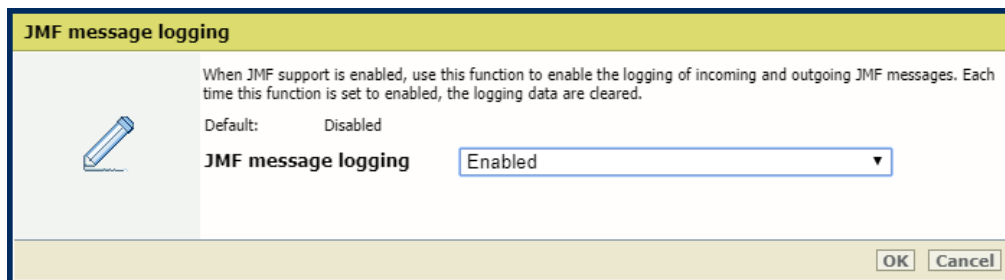 JMF message logging
When JMF support is enabled, use this function to enable the logging of incoming and outgoing JMF messages. Each
time this function is set to enabled, the logging data are cleared.
Default: Disabled
JMF message logging Enabled
OK Cancel